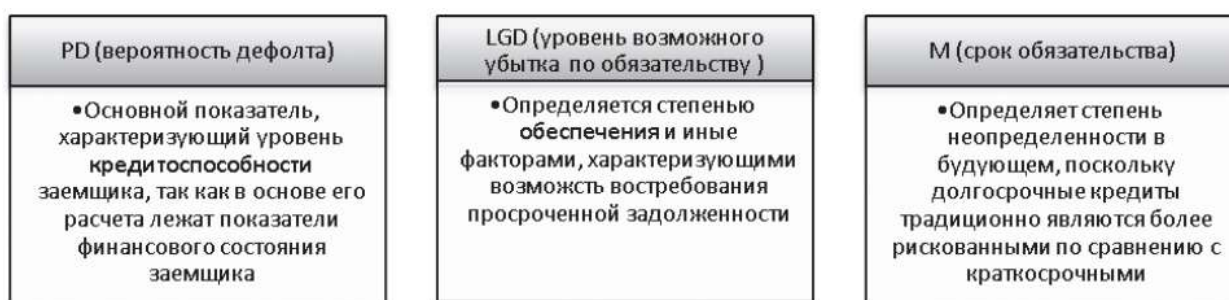 PD (вероятность дефолта)
•Основной показатель,
характеризующий уровень
кредитоспособности
заемщика, так как в основе его
расчета лежат показатели
финансового состояния
заемщика
LGD (уровень возможного
убытка по обязательству )
•Определяется степенью
обеспечения и иные
факторами, характеризующими
возможсть востребования
просроченной задолженности
М (срок обязательства)
•Определяет степень
неопределенности в
будующем, поскольку
долгосрочные кредиты
традиционно являются более
рискованными по сравнению с
краткосрочными